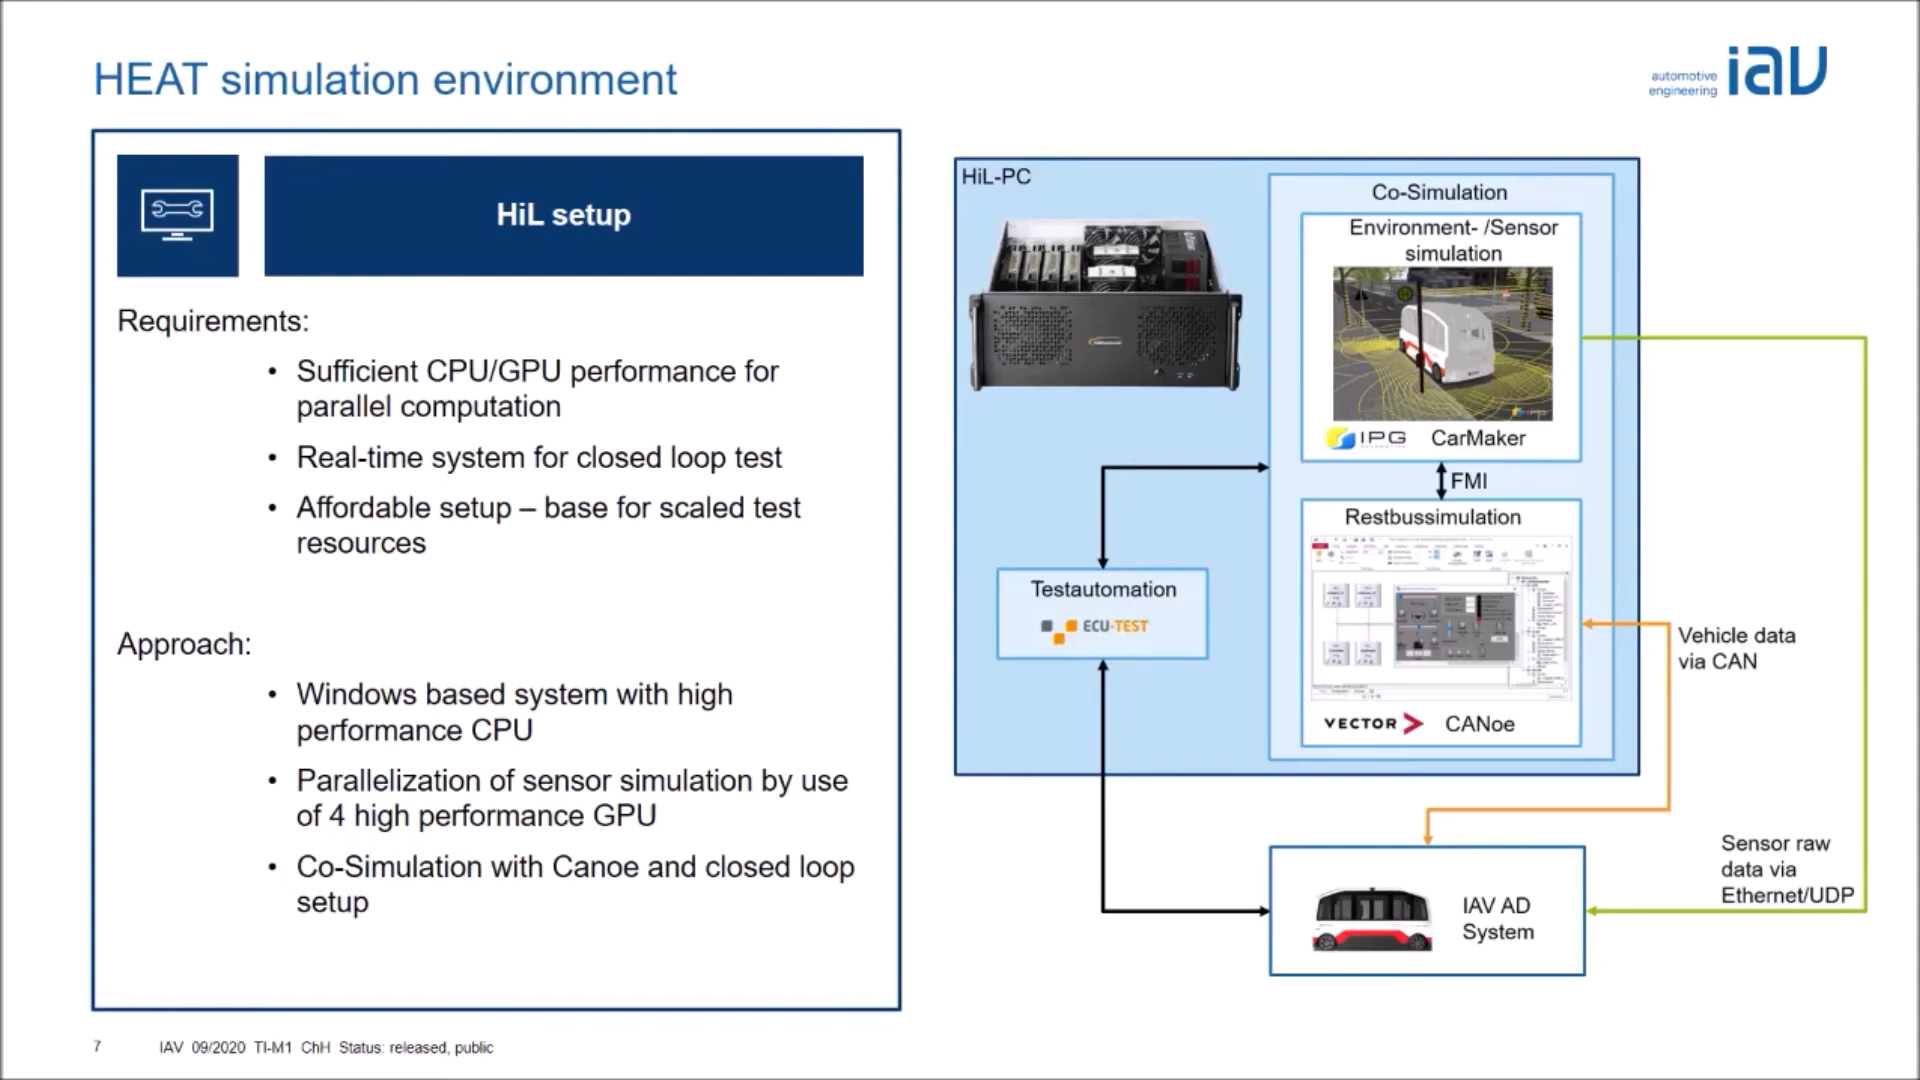 HEAT simulation environment
automotive
engineering
iav
HiL setup
Requirements:
• Sufficient CPU/GPU performance for
parallel computation
• Real-time system for closed loop test
• Affordable setup – base for scaled test
resources
Approach:
• Windows based system with high
performance CPU
• Parallelization of sensor simulation by use
of 4 high performance GPU
• Co-Simulation with Canoe and closed loop
setup
HiL-PC
Co-Simulation
Environment- /Sensor
simulation
IPG CarMaker
FMI
Restbussimulation
VECTOR CANoe
Testautomation
ECU-TEST
Vehicle data
via CAN
Sensor raw
data via
Ethernet/UDP
IAV AD
System
7 IAV 09/2020 TI-M1 ChH Status: released, public